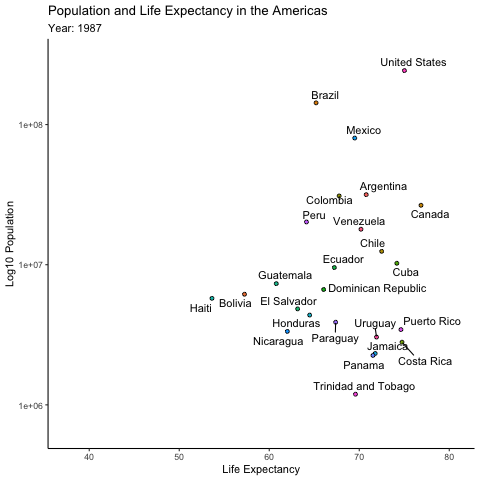 Population and Life Expectancy in the Americas
Year: 1987
United States
Brazil
Mexico
1e+08
Argentina
Colombia
Canada
Peru
Venezuela
Chile
Ecuador
1e+07
Cuba
Guatemala
Dominican Republic
El Salvador
Haiti
Bolivia
Honduras
Uruguay
Puerto Rico
Nicaragua
Paraguay
Jamaica
Costa Rica
Panama
Trinidad and Tobago
1e+06
Log10 Population
40
50
60
70
80
Life Expectancy